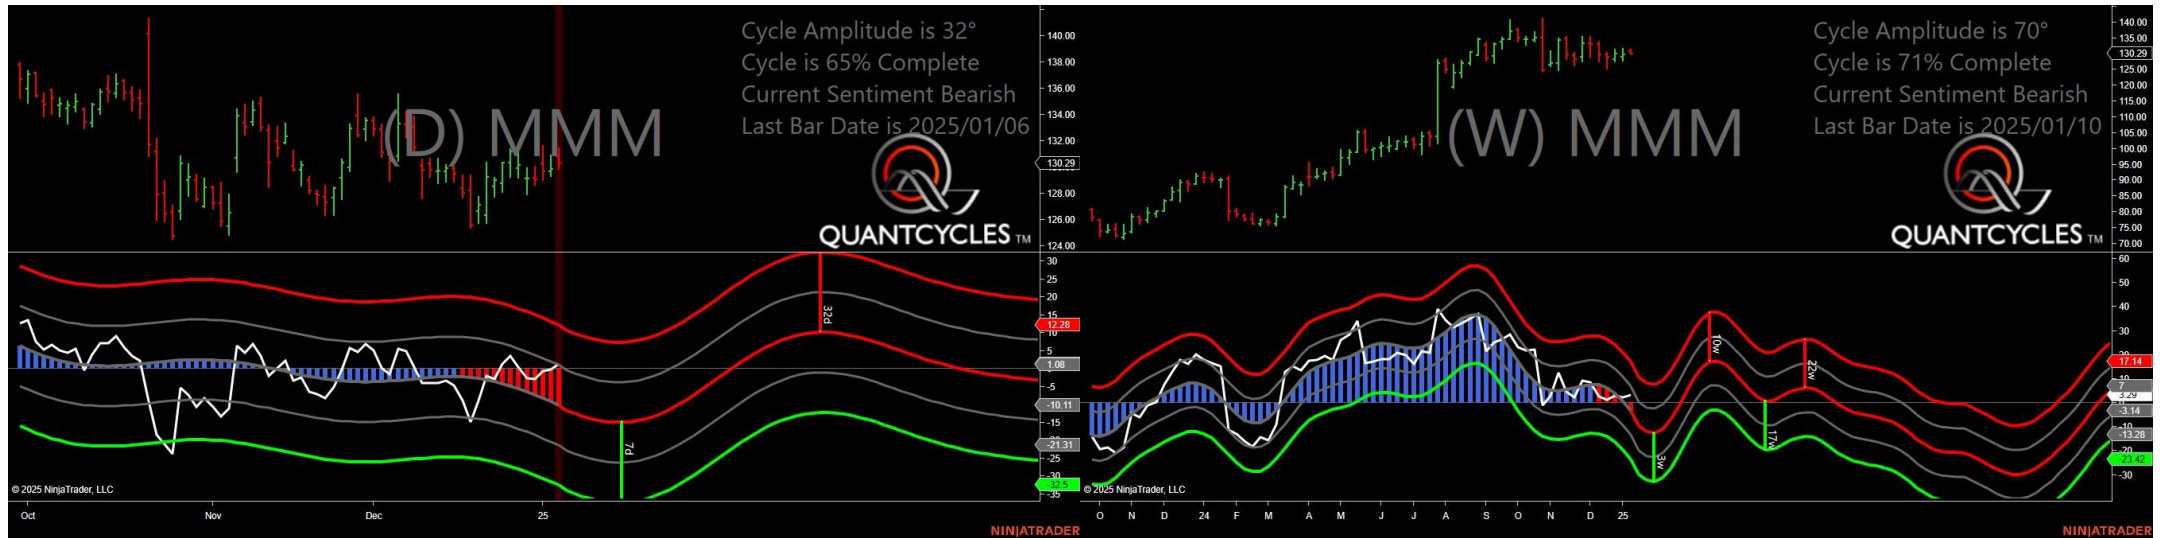 Cycle Amplitude is 32°
Cycle is 65% Complete
Current Sentiment Bearish
Last Bar Date is 2025/01/06
(D) MMM
QUANTCYCLES TM
140.00
138.00
136.00
134.00
132.00
130.29
128.00
126.00
124.00
30
25
20
15
12.28
10
5
1.08
-5
-10.11
-15
-21.31
-25
-30
-32.5
-35
32d
7d
© 2025 NinjaTrader, LLC
Oct
Nov
Dec
25
NINJATRADER
Cycle Amplitude is 70°
Cycle is 71% Complete
Current Sentiment Bearish
Last Bar Date is 2025/01/10
(W) MMM
QUANTCYCLES TM
140.00
135.00
130.29
125.00
120.00
115.00
110.00
105.00
100.00
95.00
90.00
85.00
80.00
75.00
70.00
60
50
40
30
17.14
10
7
3.29
-3.14
-10
-13.28
-20
-23.42
-30
10w
22w
17w
3w
© 2025 NinjaTrader, LLC
O N D 24 F M A M J J A S O N D 25
NINJATRADER